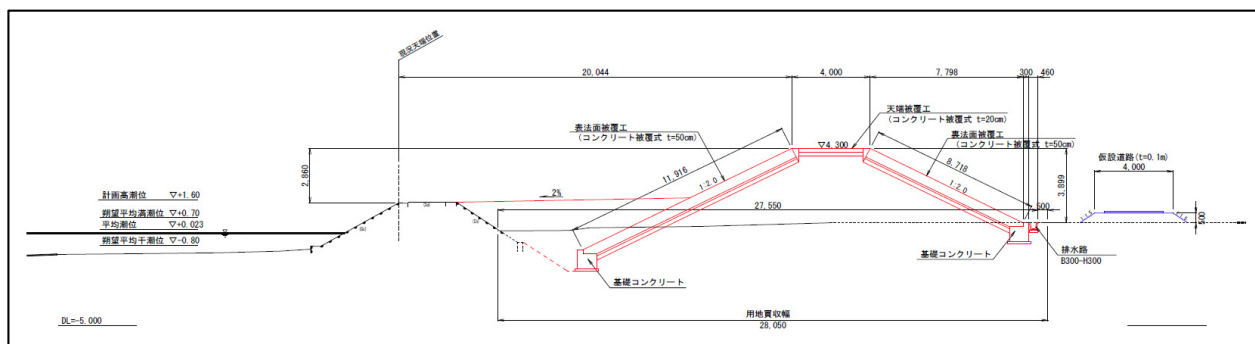 現況天端位置
20,044
4,000
7,798
300
460
天端被覆工
(コンクリート被覆式 t=20cm)
表法面被覆工
(コンクリート被覆式 t=50cm)
裏法面被覆工
(コンクリート被覆式 t=50cm)
▽4.300
仮設道路(t=0.1m)
4,000
2,860
11,916
8,718
3,899
1:2.0
1:2.0
2%
27,550
500
500
計画高潮位 ▽+1.60
朔望平均満潮位 ▽+0.70
平均潮位 ▽+0.023
朔望平均干潮位 ▽-0.80
基礎コンクリート
基礎コンクリート
排水路
B300-H300
用地買収幅
28,050
DL=-5.000